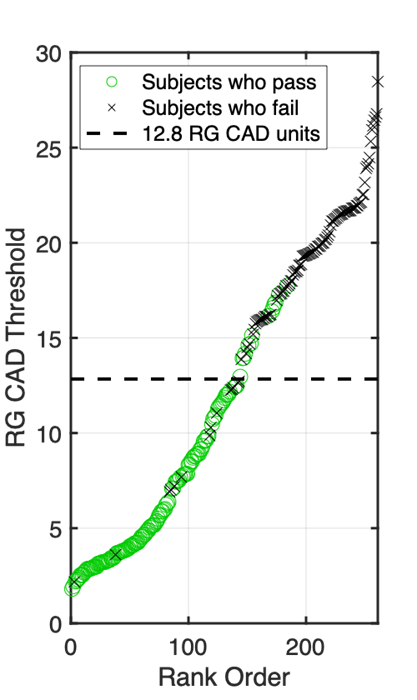 Subjects who pass
Subjects who fail
12.8 RG CAD units
30
25
20
15
10
5
0
RG CAD Threshold
0 100 200
Rank Order